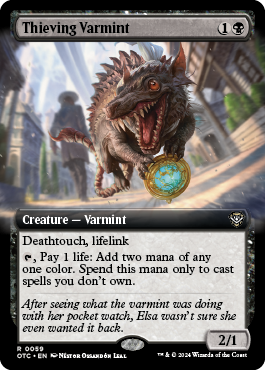 Thieving Varmint 1
Creature — Varmint
Deathtouch, lifelink
, Pay 1 life: Add two mana of any
one color. Spend this mana only to cast
spells you don't own.
After seeing what the varmint was doing
with her pocket watch, Elsa wasn't sure she
even wanted it back.
2/1
R 0059
OTC • EN Néstor Ossandón Leal
™ & © 2024 Wizards of the Coast